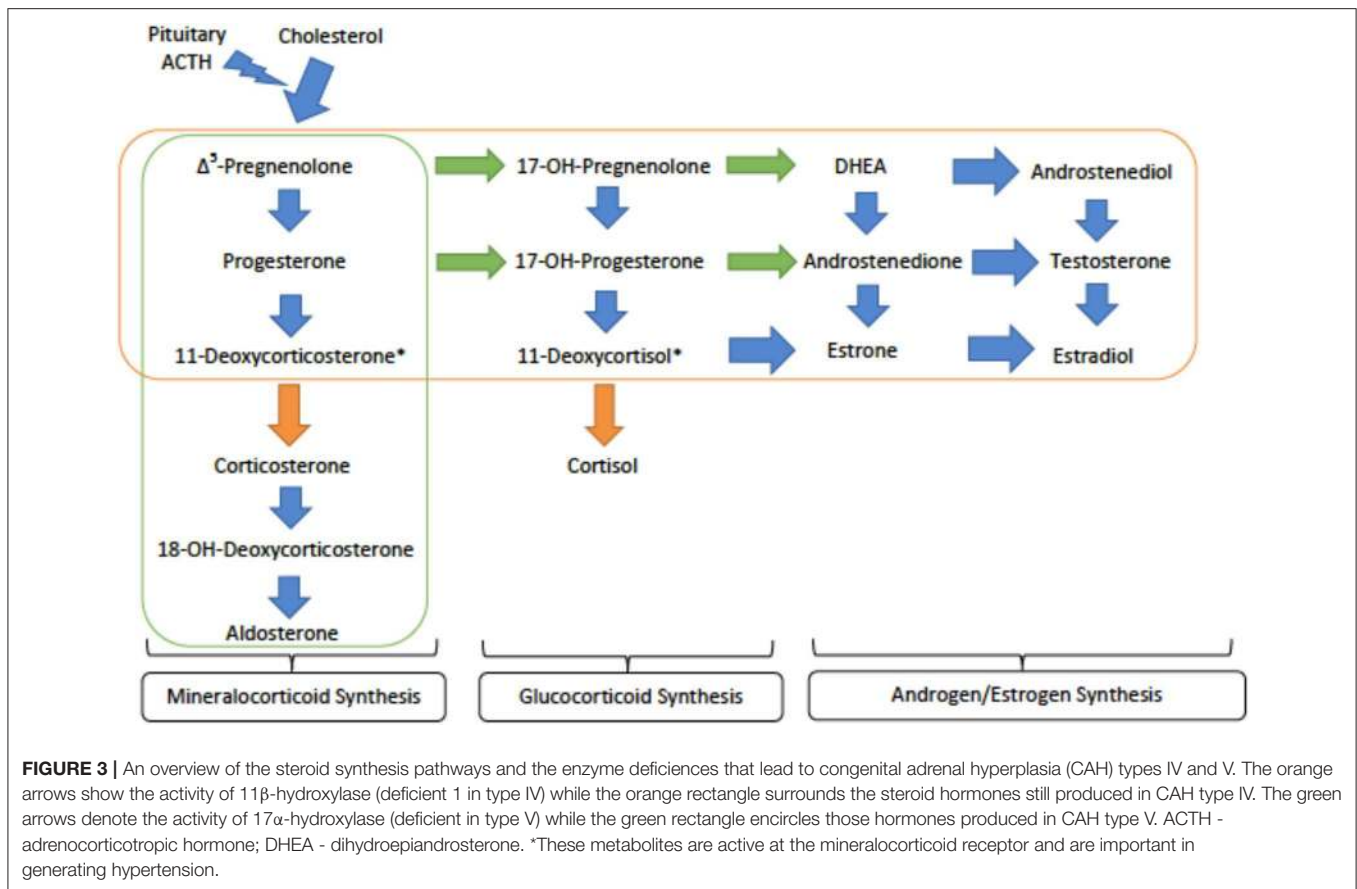 Pituitary
ACTH
Cholesterol
Δ⁵-Pregnenolone
17-OH-Pregnenolone
DHEA
Androstenediol
Progesterone
17-OH-Progesterone
Androstenedione
Testosterone
11-Deoxycorticosterone*
11-Deoxycortisol*
Estrone
Estradiol
Corticosterone
Cortisol
18-OH-Deoxycorticosterone
Aldosterone
Mineralocorticoid Synthesis
Glucocorticoid Synthesis
Androgen/Estrogen Synthesis
FIGURE 3 | An overview of the steroid synthesis pathways and the enzyme deficiences that lead to congenital adrenal hyperplasia (CAH) types IV and V. The orange
arrows show the activity of 11β-hydroxylase (deficient 1 in type IV) while the orange rectangle surrounds the steroid hormones still produced in CAH type IV. The green
arrows denote the activity of 17α-hydroxylase (deficient in type V) while the green rectangle encircles those hormones produced in CAH type V. ACTH -
adrenocorticotropic hormone; DHEA - dihydroepiandrosterone. *These metabolites are active at the mineralocorticoid receptor and are important in
generating hypertension.